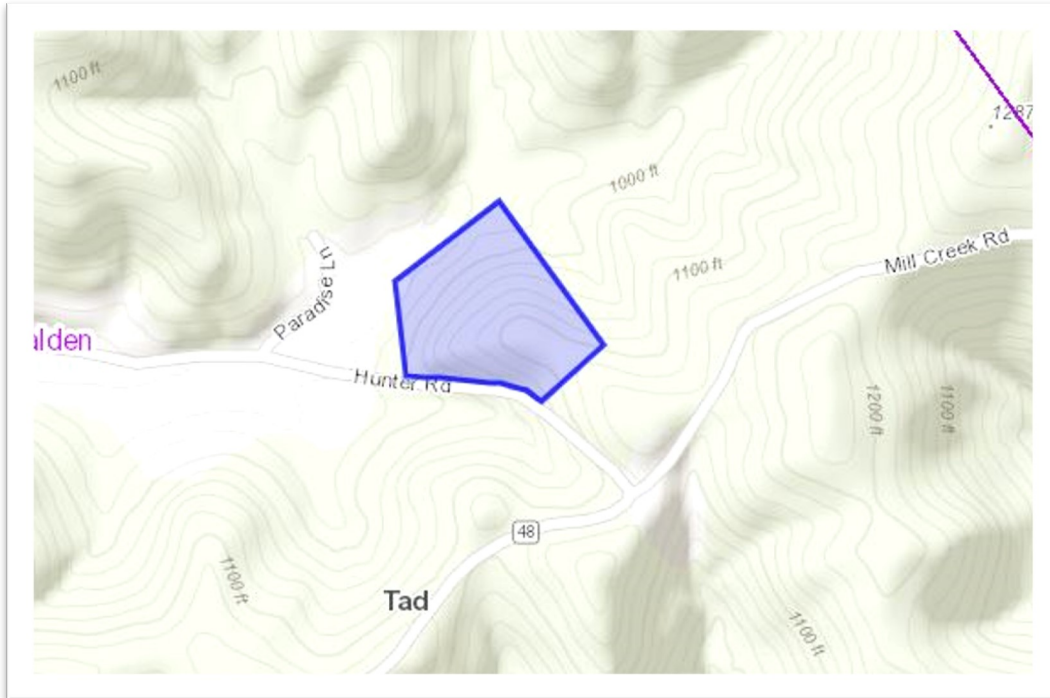 1100 ft
1287
1000 ft
Mill Creek Rd
1100 ft
Paradise Ln
alden
Hunter Rd
1200 ft
1100 ft
48
1100 ft
Tad
1100 ft